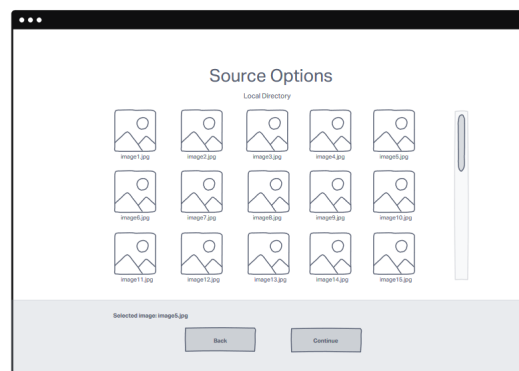 Source Options
Local Directory
image1.jpg image2.jpg image3.jpg image4.jpg image5.jpg
image6.jpg image7.jpg image8.jpg image9.jpg image10.jpg
image11.jpg image12.jpg image13.jpg image14.jpg image15.jpg
Selected image: image5.jpg
Back Continue